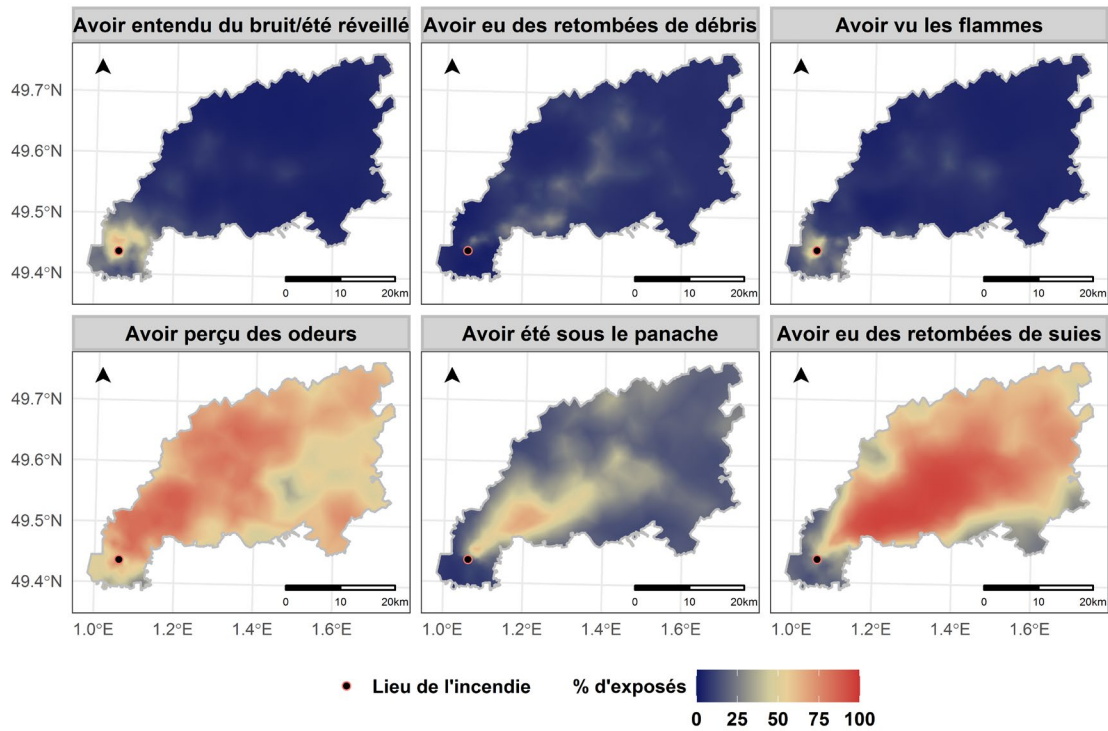 Avoir entendu du bruit/été réveillé
Avoir eu des retombées de débris
Avoir vu les flammes
49.7°N
49.6°N
49.5°N
49.4°N
0 10 20km
0 10 20km
0 10 20km
Avoir perçu des odeurs
Avoir été sous le panache
Avoir eu des retombées de suies
49.7°N
49.6°N
49.5°N
49.4°N
0 10 20km
0 10 20km
0 10 20km
1.0°E 1.2°E 1.4°E 1.6°E
1.0°E 1.2°E 1.4°E 1.6°E
1.0°E 1.2°E 1.4°E 1.6°E
Lieu de l'incendie
% d'exposés
0 25 50 75 100